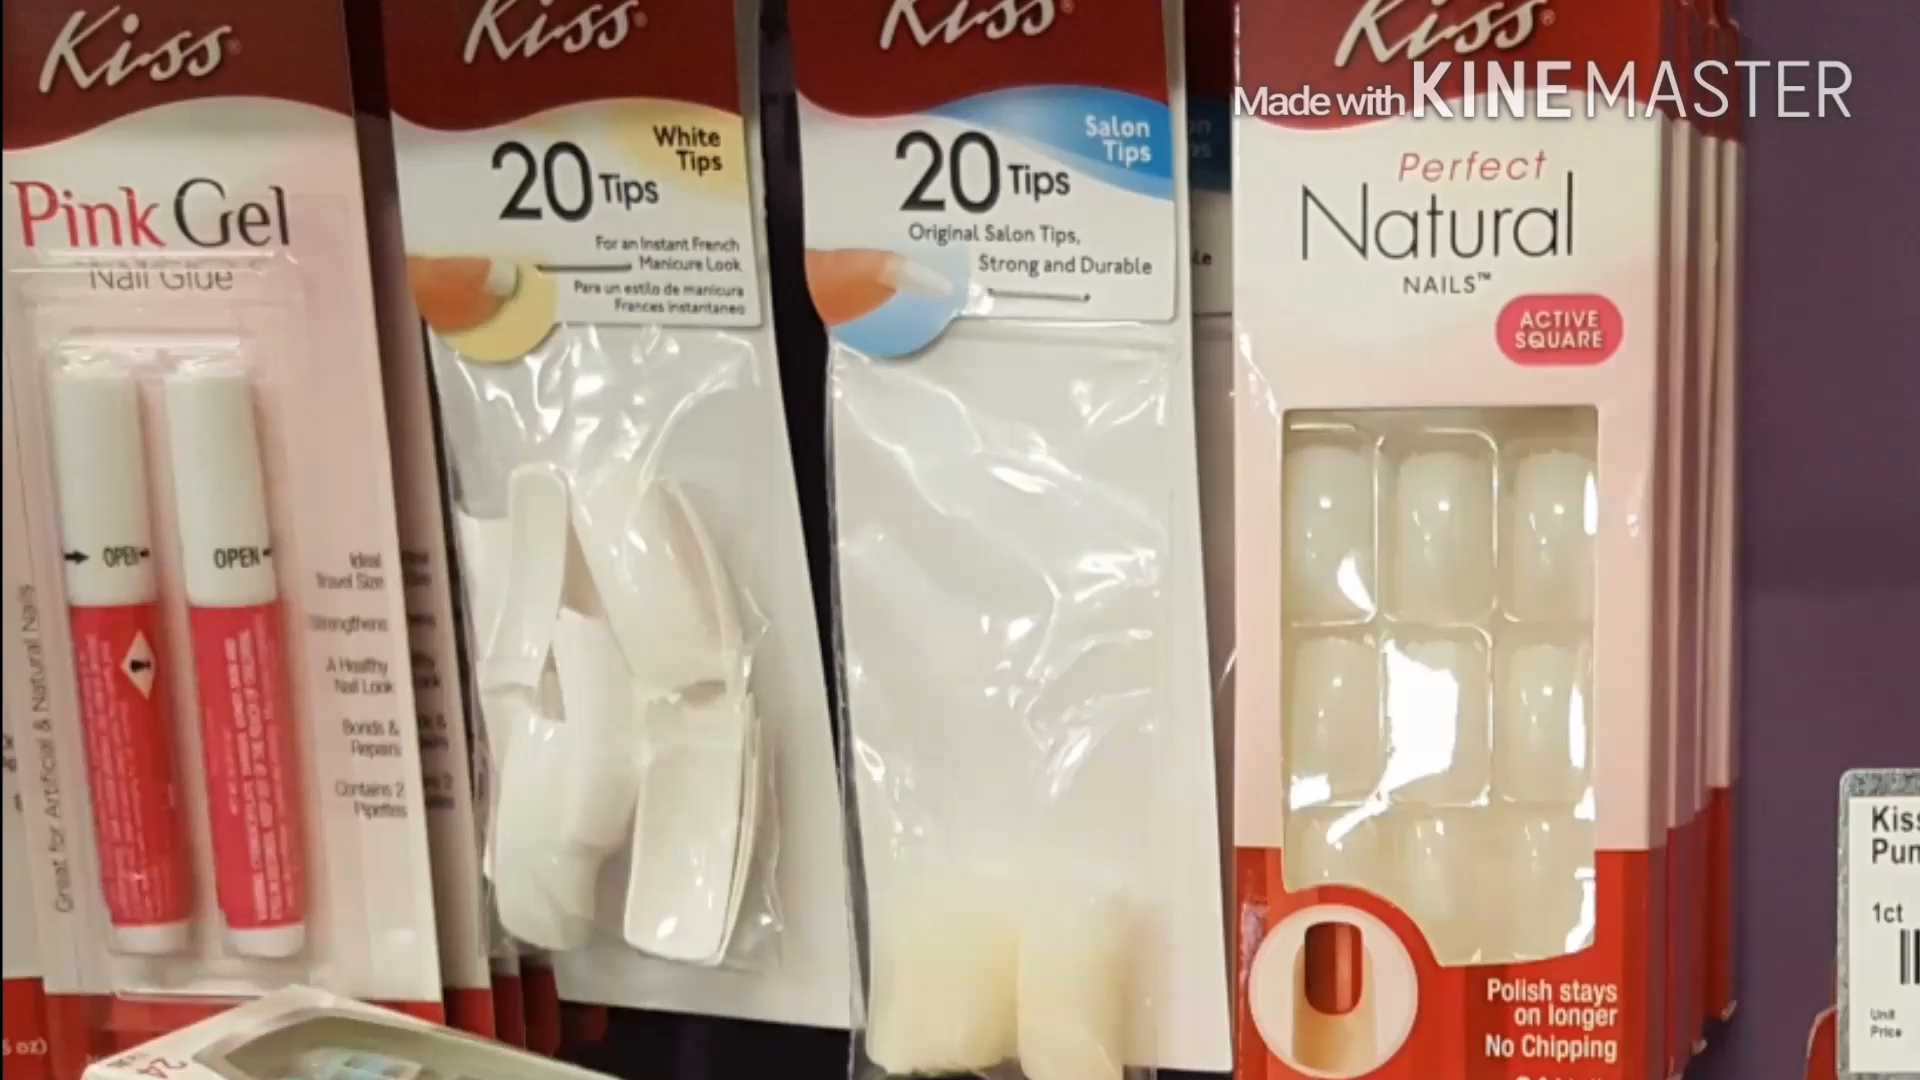 Kiss®
Pink Gel
Nail Glue
OPEN
OPEN
Ideal
Travel Size
Strengthens
A Healthy
Nail Look
Bonds &
Repairs
Contains 2
Pipettes
Great for Artificial & Natural Nails
Kiss®
White
Tips
20 Tips
For an Instant French
Manicure Look
Para un estilo de manicura
Frances instantaneo
Kiss®
Salon
Tips
20 Tips
Original Salon Tips,
Strong and Durable
Kiss®
Made with KINEMASTER
Perfect
Natural
NAILS™
ACTIVE
SQUARE
Polish stays
on longer
No Chipping
Kiss
1ct
Unit
Price
24